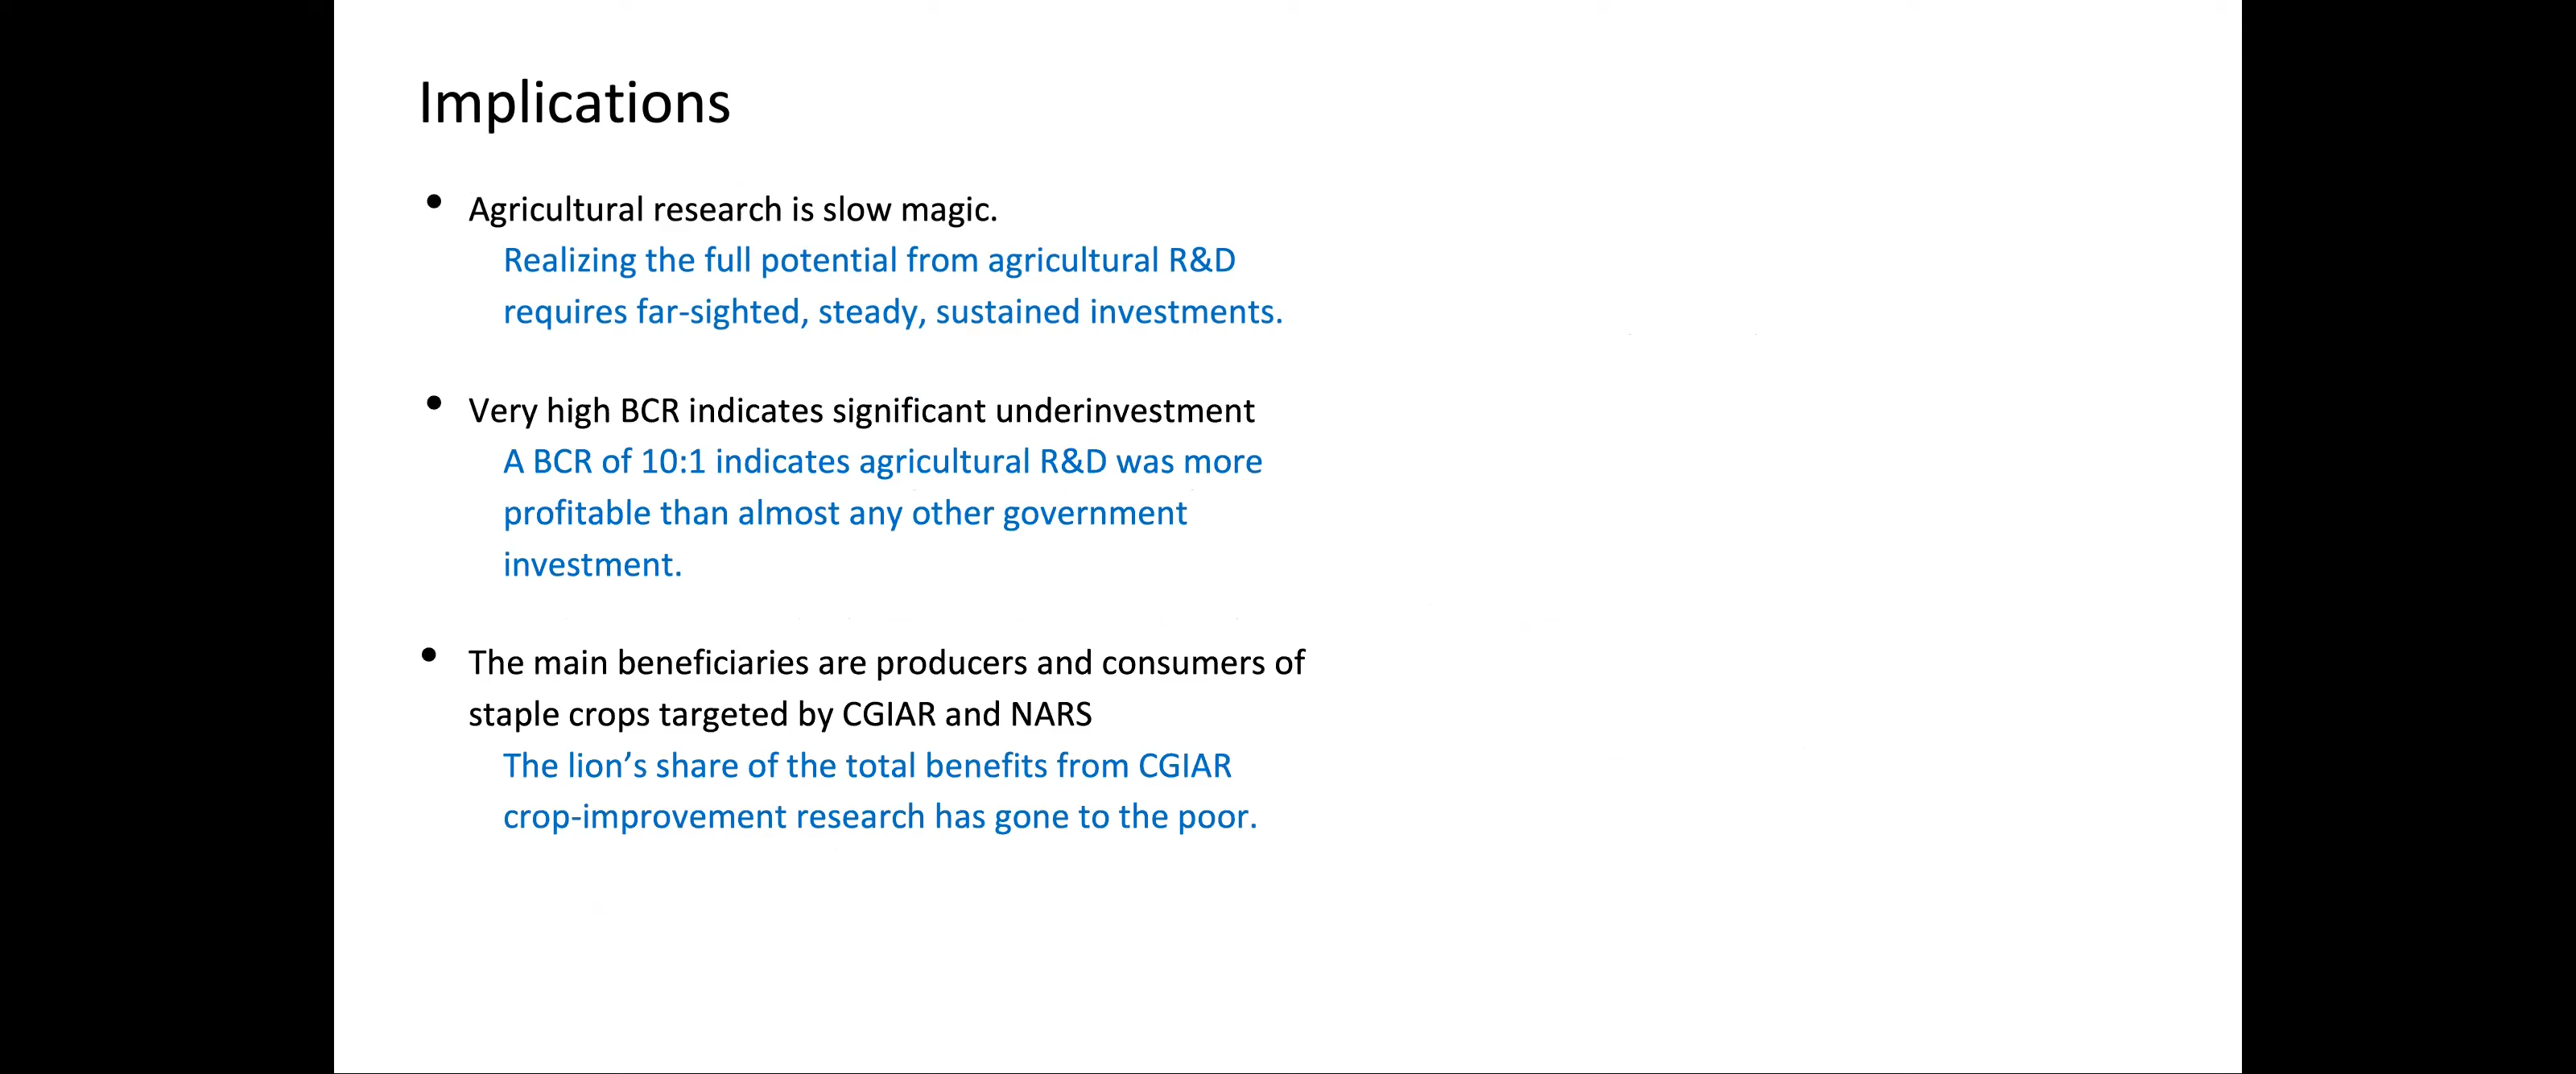 Implications
• Agricultural research is slow magic.
Realizing the full potential from agricultural R&D
requires far-sighted, steady, sustained investments.
• Very high BCR indicates significant underinvestment
A BCR of 10:1 indicates agricultural R&D was more
profitable than almost any other government
investment.
• The main beneficiaries are producers and consumers of
staple crops targeted by CGIAR and NARS
The lion’s share of the total benefits from CGIAR
crop-improvement research has gone to the poor.